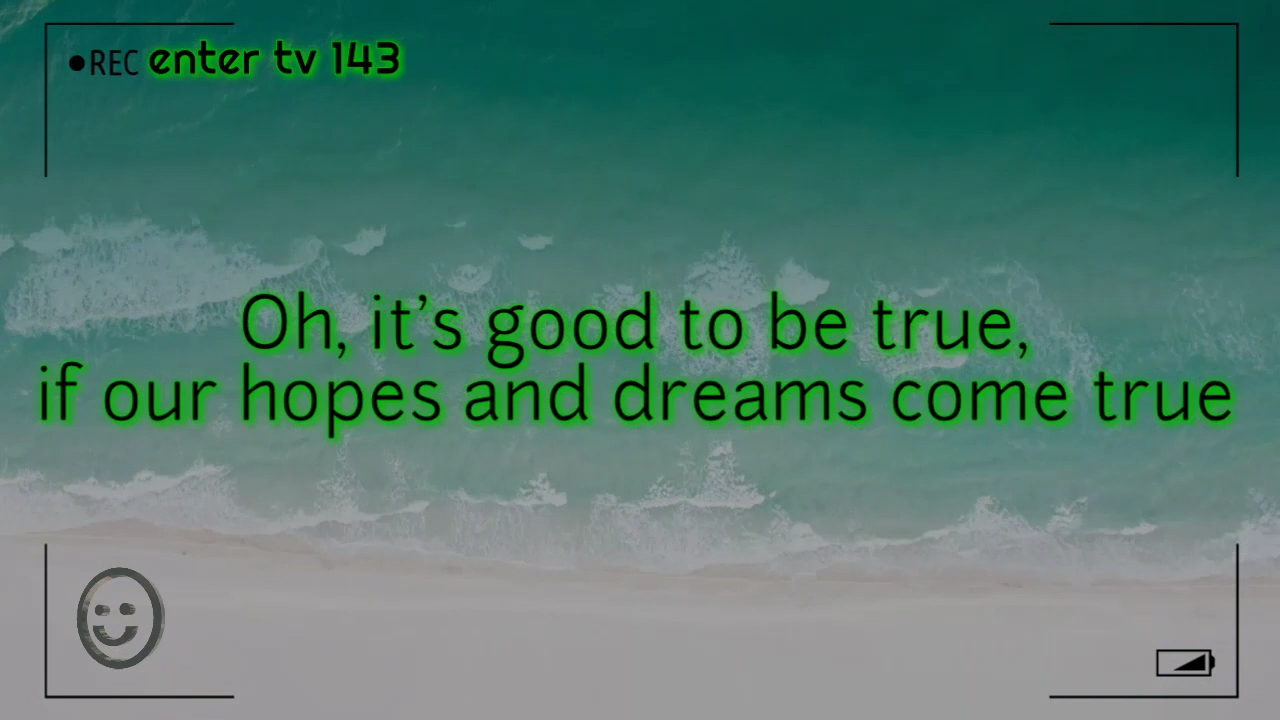 ●REC enter tv 143
Oh, it’s good to be true,
if our hopes and dreams come true